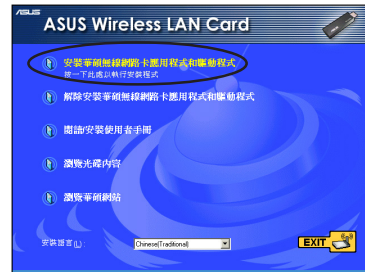 ASUS
ASUS Wireless LAN Card
安裝華碩無線網路卡應用程式和驅動程式
按一下此處以執行安裝程式
解除安裝華碩無線網路卡應用程式和驅動程式
閱讀/安裝使用者手冊
瀏覽光碟內容
瀏覽華碩網站
安裝語言(L):
Chinese(Traditional)
EXIT